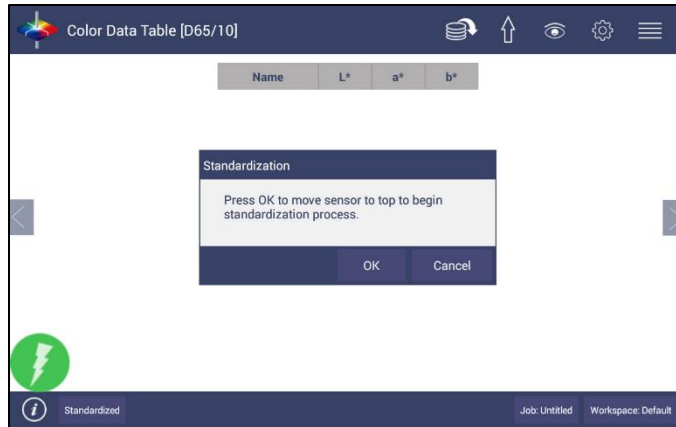 Color Data Table [D65/10]
Name L* a* b*
Standardization
Press OK to move sensor to top to begin
standardization process.
OK Cancel
i Standardized Job: Untitled Workspace: Default